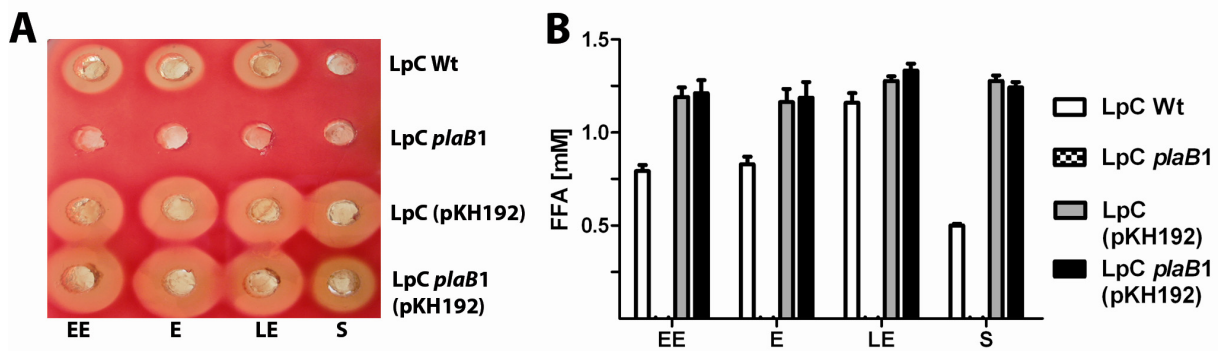 A
LpC Wt
LpC plaB1
LpC (pKH192)
LpC plaB1
(pKH192)
EE E LE S
B
FFA [mM]
1.5
1.0
0.5
EE E LE S
LpC Wt
LpC plaB1
LpC
(pKH192)
LpC plaB1
(pKH192)